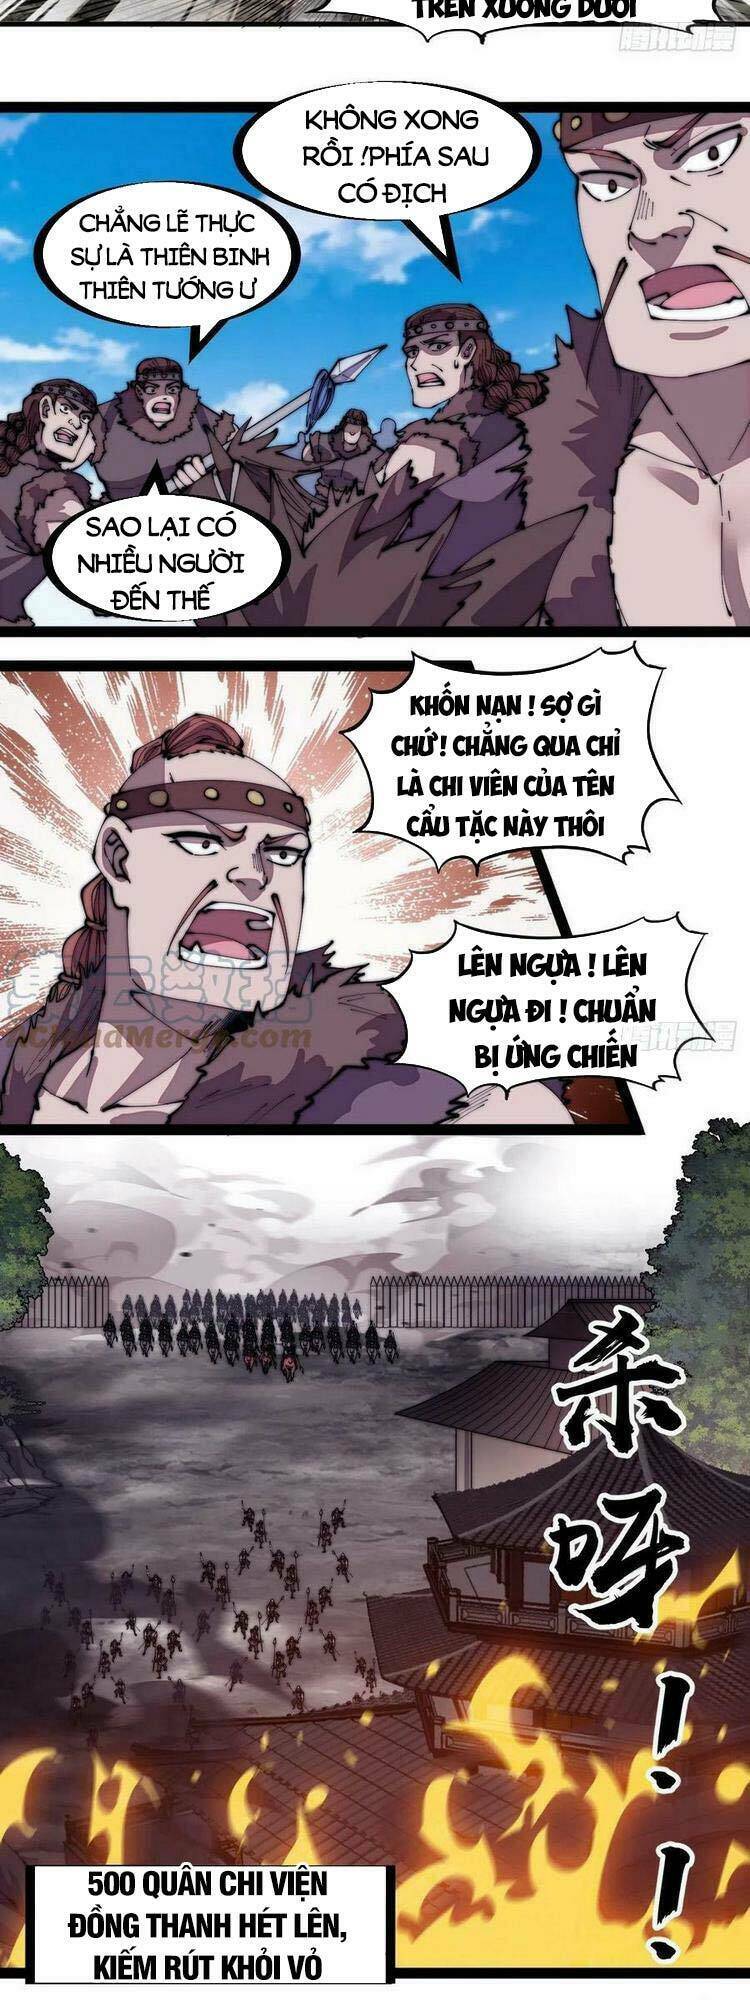 TRÊN XUỐNG DƯỚI
KHÔNG XONG
RỒI !PHÍA SAU
CÓ ĐỊCH
CHẲNG LẼ THỰC
SỰ LÀ THIÊN BINH
THIÊN TƯỚNG Ư
SAO LẠI CÓ
NHIỀU NGƯỜI
ĐẾN THẾ
KHỐN NẠN ! SỢ GÌ
CHỨ ! CHẲNG QUA CHỈ
LÀ CHI VIÊN CỦA TÊN
CẨU TẶC NÀY THÔI
LÊN NGỰA ! LÊN
NGỰA ĐI ! CHUẨN
BỊ ỨNG CHIẾN
杀呀！！
500 QUÂN CHI VIỆN
ĐỒNG THANH HÉT LÊN,
KIẾM RÚT KHỎI VỎ